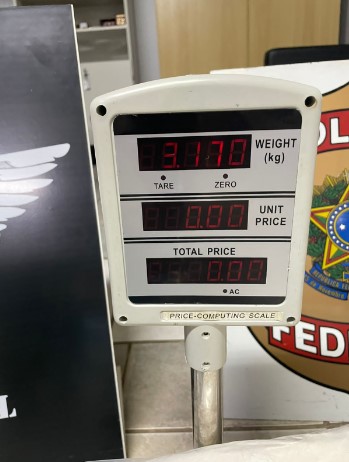 3.170
WEIGHT
(kg)
TARE
ZERO
0.00
UNIT
PRICE
TOTAL PRICE
0.00
AC
PRICE-COMPUTING SCALE
FED